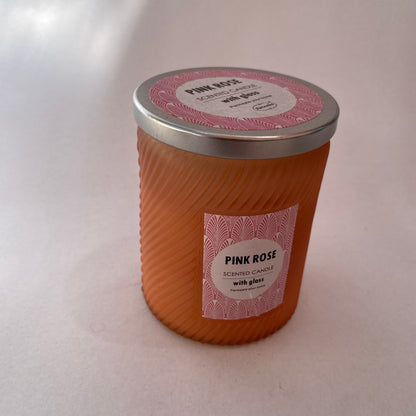 PINK ROSE
SCENTED CANDLE
with glass
PINK ROSE
SCENTED CANDLE
with glass